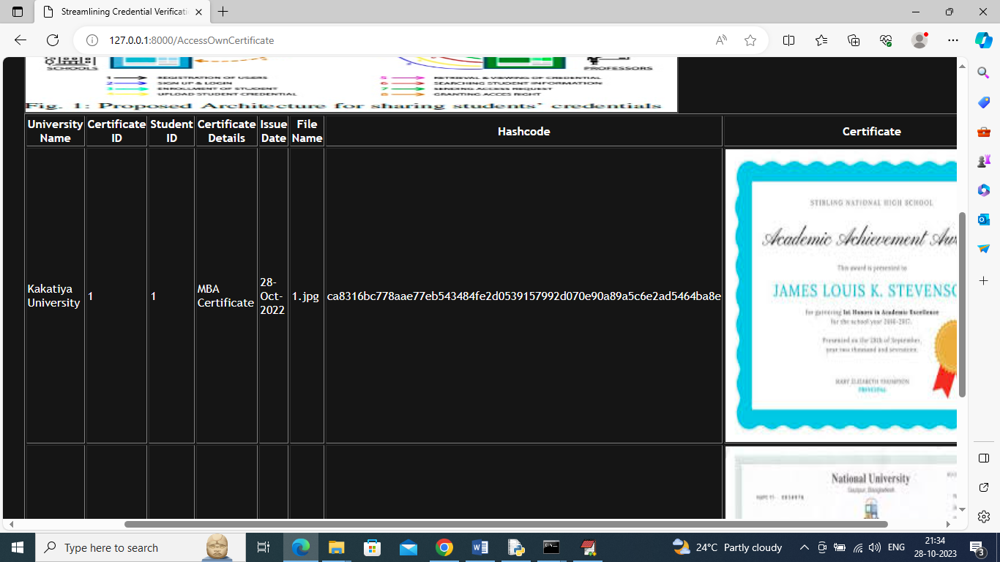 Streamlining Credential Verificati
127.0.0.1:8000/AccessOwnCertificate
SCHOOLS
PROFESSORS
1 REGISTRATION OF USERS
2 SIGN UP & LOGIN
3 ENROLLMENT OF STUDENT
4 UPLOAD STUDENT CREDENTIAL
5 RETRIEVAL & VIEWING OF CREDENTIAL
6 SEARCHING STUDENT INFORMATION
7 SENDING ACCESS REQUEST
8 GRANTING ACCES RIGHT
Fig. 1: Proposed Architecture for sharing students' credentials
University Name Certificate ID Student ID Certificate Details Issue Date File Name Hashcode Certificate
Kakatiya University 1 1 MBA Certificate 28-Oct-2022 1.jpg ca8316bc778aae77eb543484fe2d0539157992d070e90a89a5c6e2ad5464ba8e
STIRLING NATIONAL HIGH SCHOOL
Academic Achievement Aw
This award is presented to
JAMES LOUIS K. STEVENSO
for garnering 1st Honors in Academic Excellence
for the school year 2016-2017.
Presented on the 28th of September,
year two thousand and seventeen.
MARY ELIZABETH THOMPSON
PRINCIPAL
National University
Gazipur, Bangladesh
Type here to search
24°C Partly cloudy
ENG
21:34
28-10-2023
3